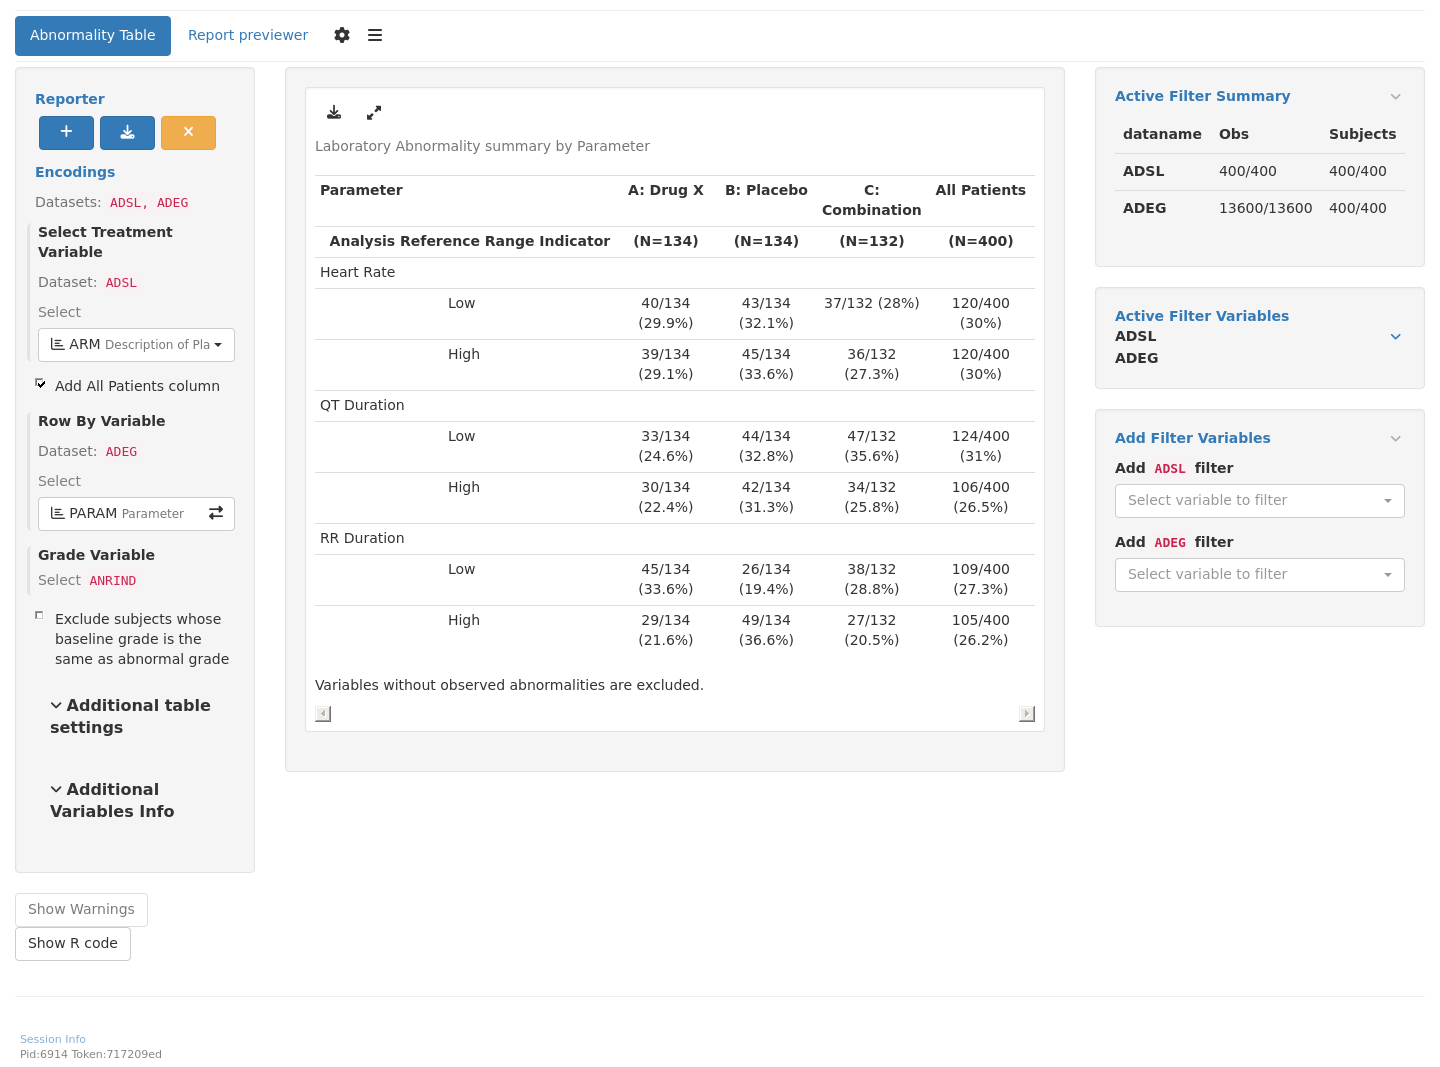 Abnormality Table Report previewer
Reporter
Encodings
Datasets: ADSL, ADEG
Select Treatment
Variable
Dataset: ADSL
Select
ARM Description of Pla
Add All Patients column
Row By Variable
Dataset: ADEG
Select
PARAM Parameter
Grade Variable
Select ANRIND
Exclude subjects whose
baseline grade is the
same as abnormal grade
Additional table
settings
Additional
Variables Info
Show Warnings
Show R code
Laboratory Abnormality summary by Parameter
Parameter A: Drug X B: Placebo C: All Patients
Combination
Analysis Reference Range Indicator (N=134) (N=134) (N=132) (N=400)
Heart Rate
Low 40/134 43/134 37/132 (28%) 120/400
(29.9%) (32.1%) (30%)
High 39/134 45/134 36/132 120/400
(29.1%) (33.6%) (27.3%) (30%)
QT Duration
Low 33/134 44/134 47/132 124/400
(24.6%) (32.8%) (35.6%) (31%)
High 30/134 42/134 34/132 106/400
(22.4%) (31.3%) (25.8%) (26.5%)
RR Duration
Low 45/134 26/134 38/132 109/400
(33.6%) (19.4%) (28.8%) (27.3%)
High 29/134 49/134 27/132 105/400
(21.6%) (36.6%) (20.5%) (26.2%)
Variables without observed abnormalities are excluded.
Active Filter Summary
dataname Obs Subjects
ADSL 400/400 400/400
ADEG 13600/13600 400/400
Active Filter Variables
ADSL
ADEG
Add Filter Variables
Add ADSL filter
Select variable to filter
Add ADEG filter
Select variable to filter
Session Info
Pid:6914 Token:717209ed